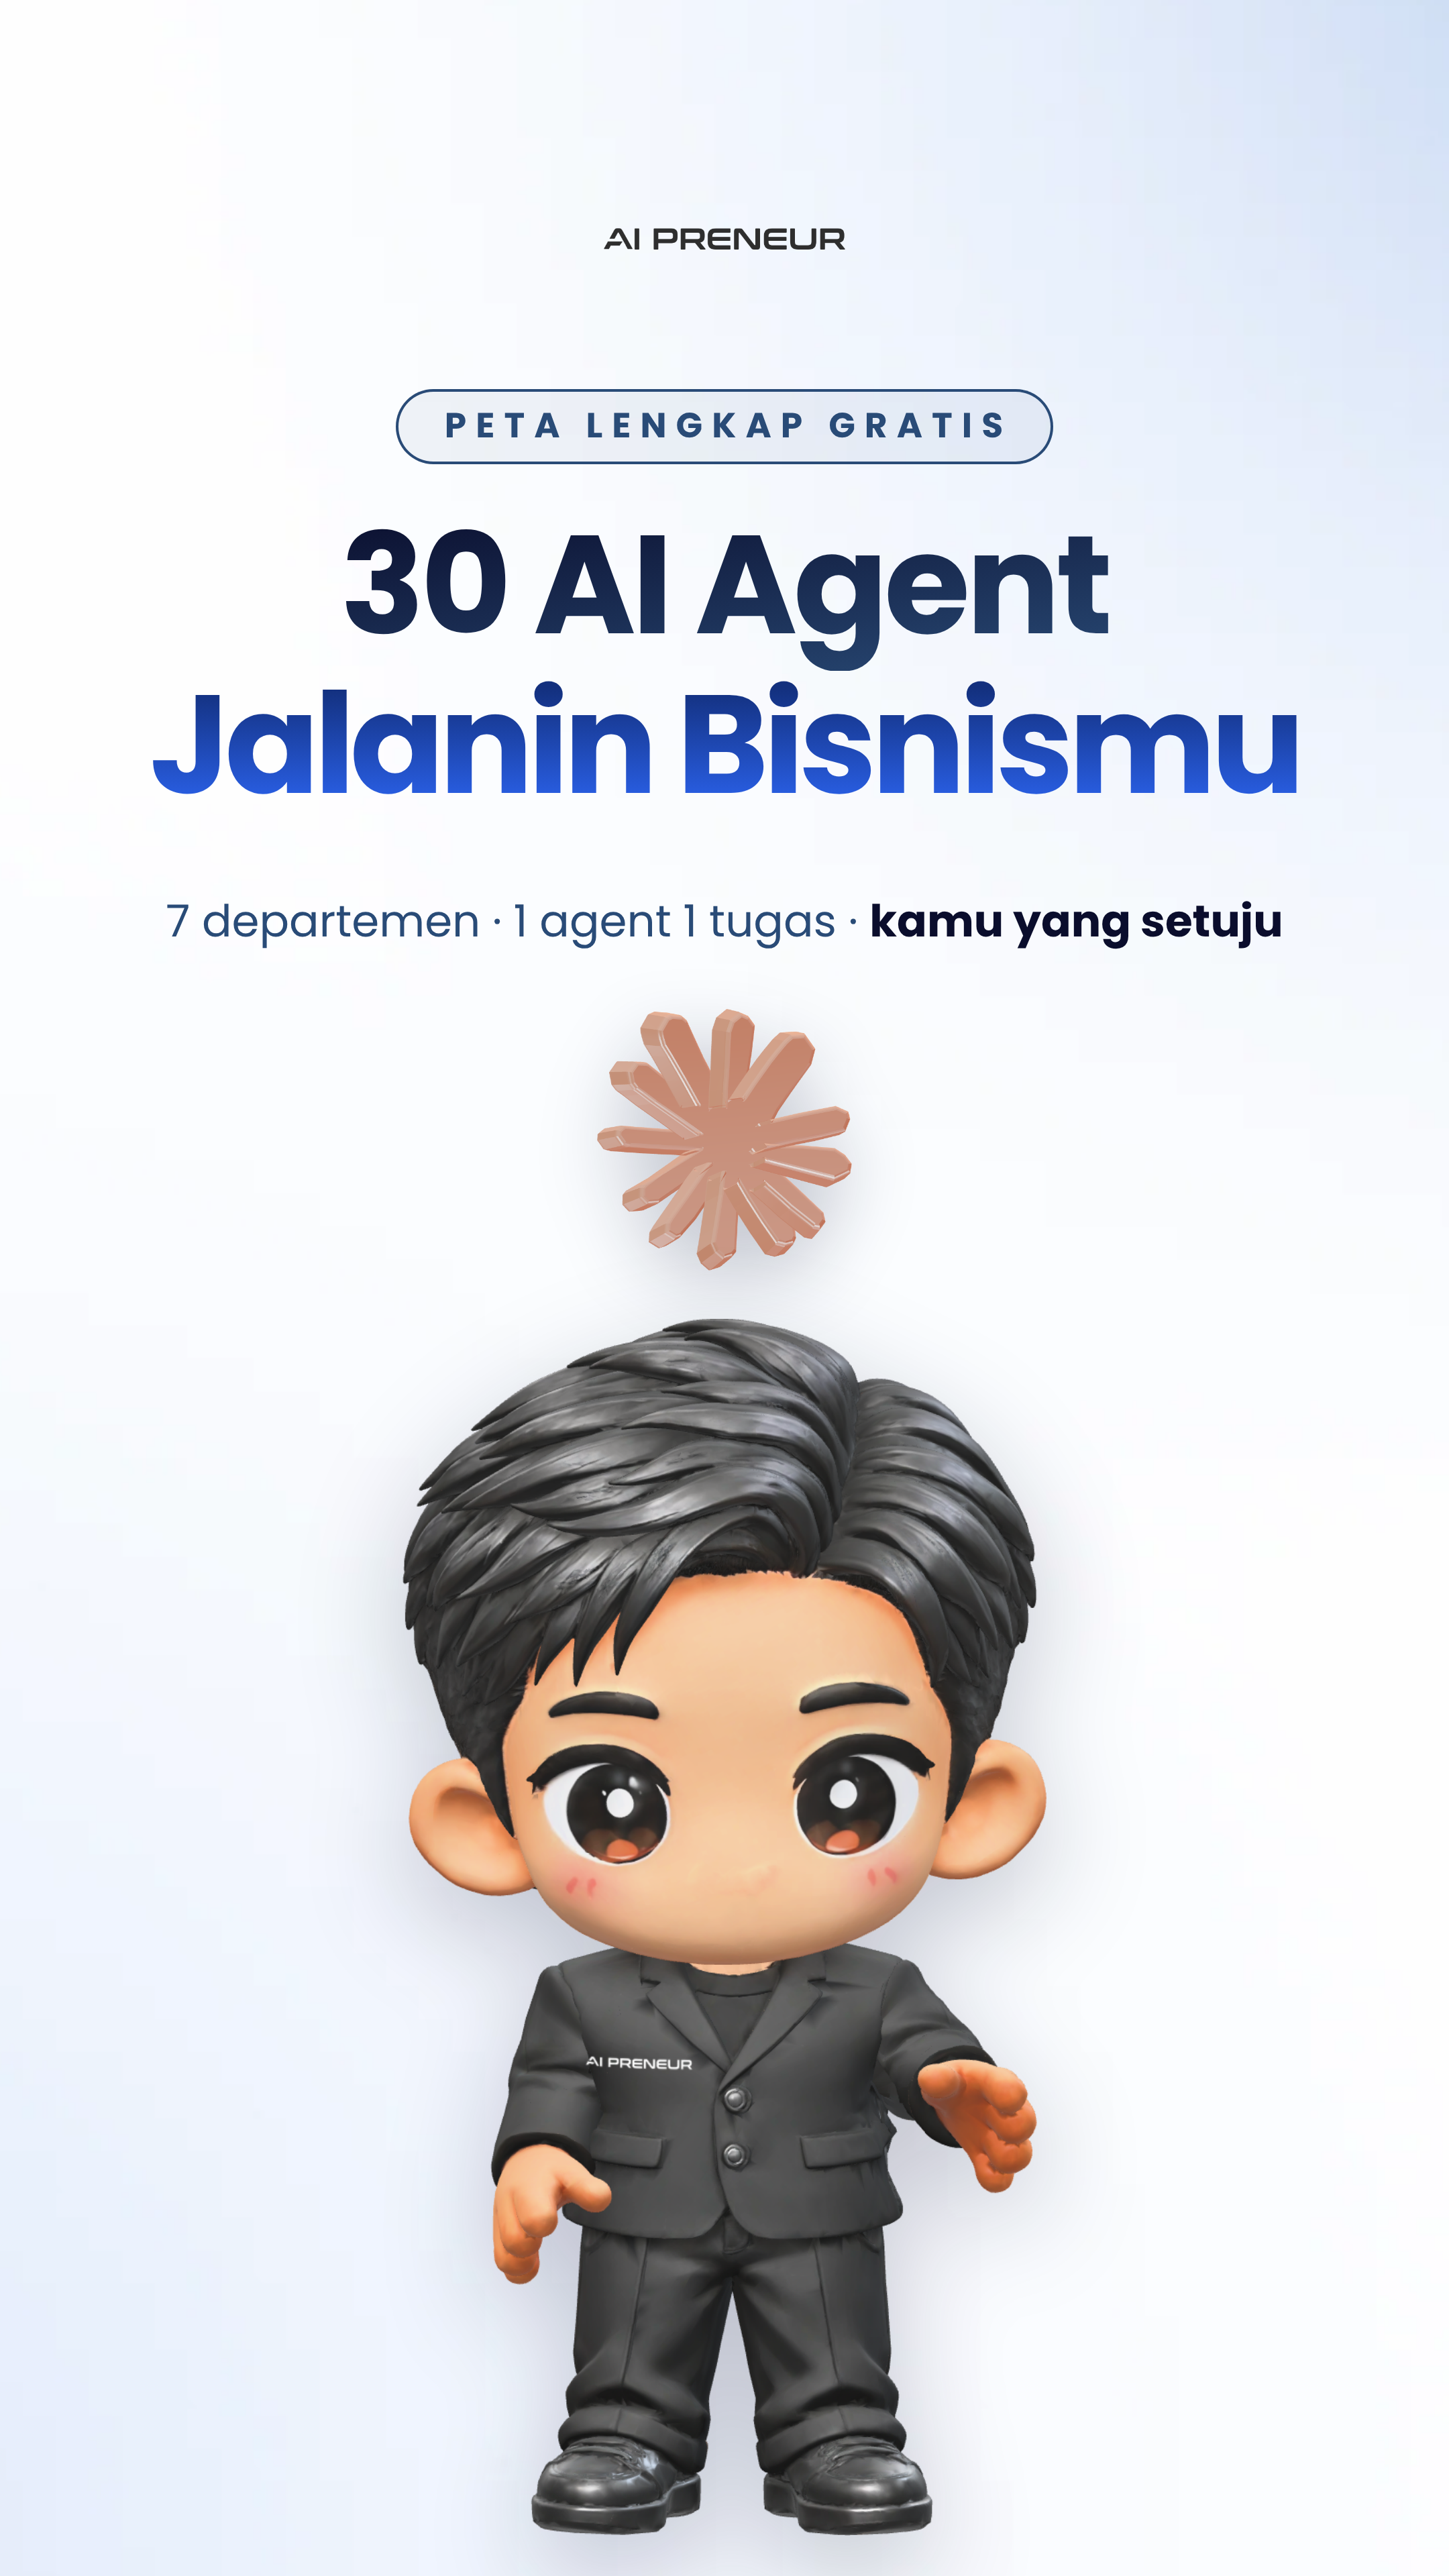 AI PRENEUR
PETA LENGKAP GRATIS
30 AI Agent
Jalanin Bisnismu
7 departemen · 1 agent 1 tugas · kamu yang setuju
AI PRENEUR